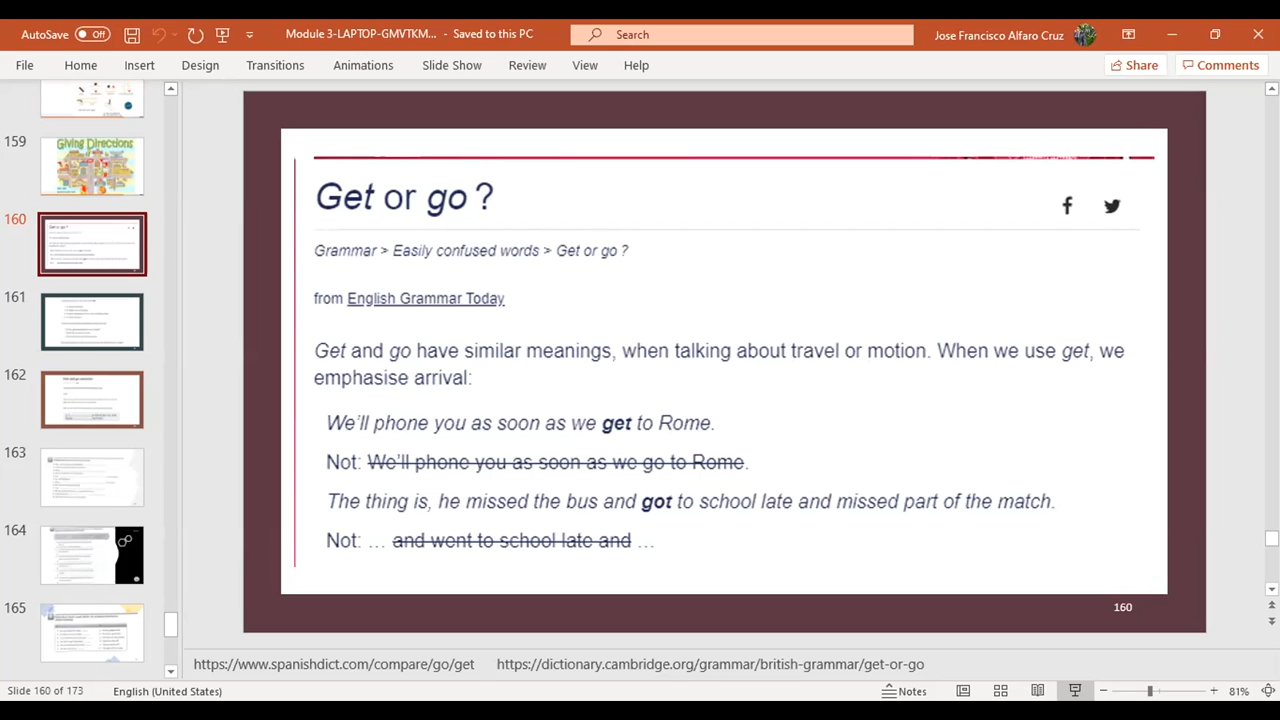 AutoSave Off Module 3-LAPTOP-GMVTKM... - Saved to this PC Search Jose Francisco Alfaro Cruz
File Home Insert Design Transitions Animations Slide Show Review View Help Share Comments
159
Giving Directions
160
161
162
163
164
165
Get or go ?
Grammar > Easily confused words > Get or go ?
from English Grammar Today
Get and go have similar meanings, when talking about travel or motion. When we use get, we
emphasise arrival:
We'll phone you as soon as we get to Rome.
Not: We'll phone you as soon as we go to Rome.
The thing is, he missed the bus and got to school late and missed part of the match.
Not: ... and went to school late and ...
160
https://www.spanishdict.com/compare/go/get https://dictionary.cambridge.org/grammar/british-grammar/get-or-go
Slide 160 of 173 English (United States) Notes 81%